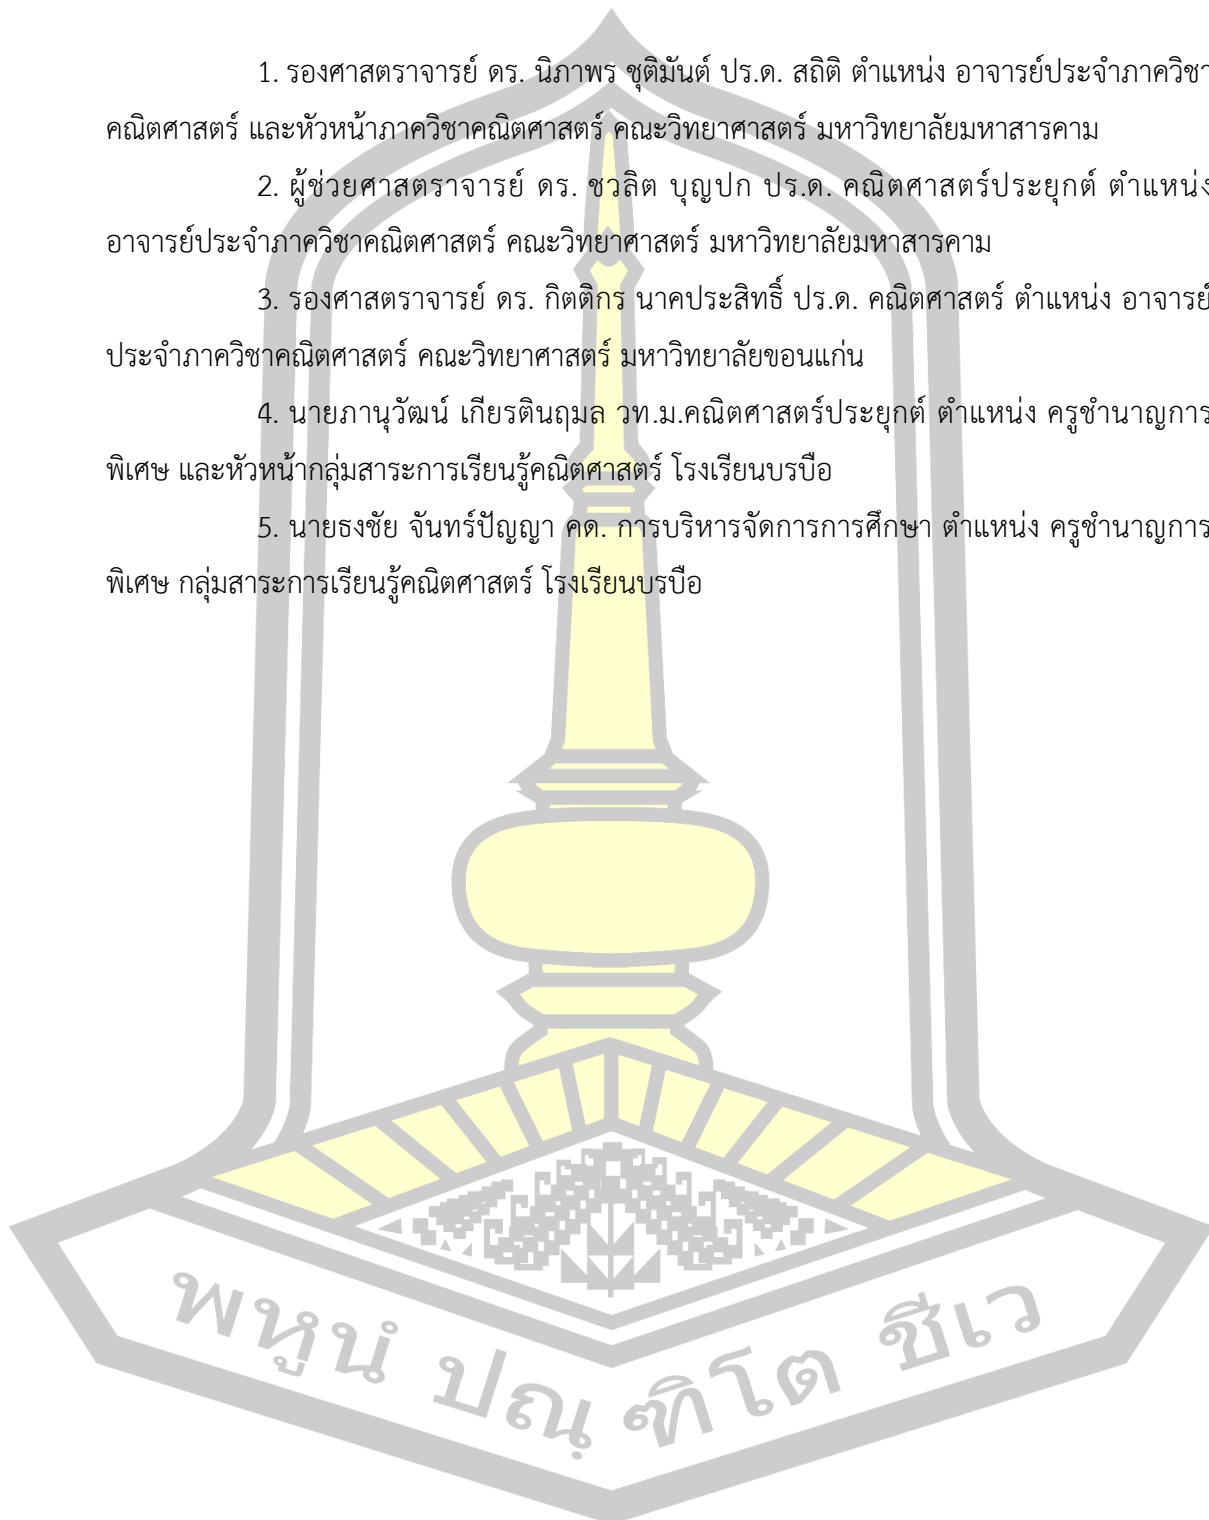 1. รองศาสตราจารย์ ดร. นิภาพร ชุติมันต์ ปร.ด. สถิติ ตำแหน่ง อาจารย์ประจำภาควิชา
คณิตศาสตร์ และหัวหน้าภาควิชาคณิตศาสตร์ คณะวิทยาศาสตร์ มหาวิทยาลัยมหาสารคาม
2. ผู้ช่วยศาสตราจารย์ ดร. ชวลิต บุญปก ปร.ด. คณิตศาสตร์ประยุกต์ ตำแหน่ง
อาจารย์ประจำภาควิชาคณิตศาสตร์ คณะวิทยาศาสตร์ มหาวิทยาลัยมหาสารคาม
3. รองศาสตราจารย์ ดร. กิตติกร นาคประสิทธิ์ ปร.ด. คณิตศาสตร์ ตำแหน่ง อาจารย์
ประจำภาควิชาคณิตศาสตร์ คณะวิทยาศาสตร์ มหาวิทยาลัยขอนแก่น
4. นายภานุวัฒน์ เกียรตินฤมล วท.ม.คณิตศาสตร์ประยุกต์ ตำแหน่ง ครูชำนาญการ
พิเศษ และหัวหน้ากลุ่มสาระการเรียนรู้คณิตศาสตร์ โรงเรียนบรบือ
5. นายธงชัย จันทร์ปัญญา คด. การบริหารจัดการการศึกษา ตำแหน่ง ครูชำนาญการ
พิเศษ กลุ่มสาระการเรียนรู้คณิตศาสตร์ โรงเรียนบรบือ
พหูนํ ปณฺฑิโต ชีเว